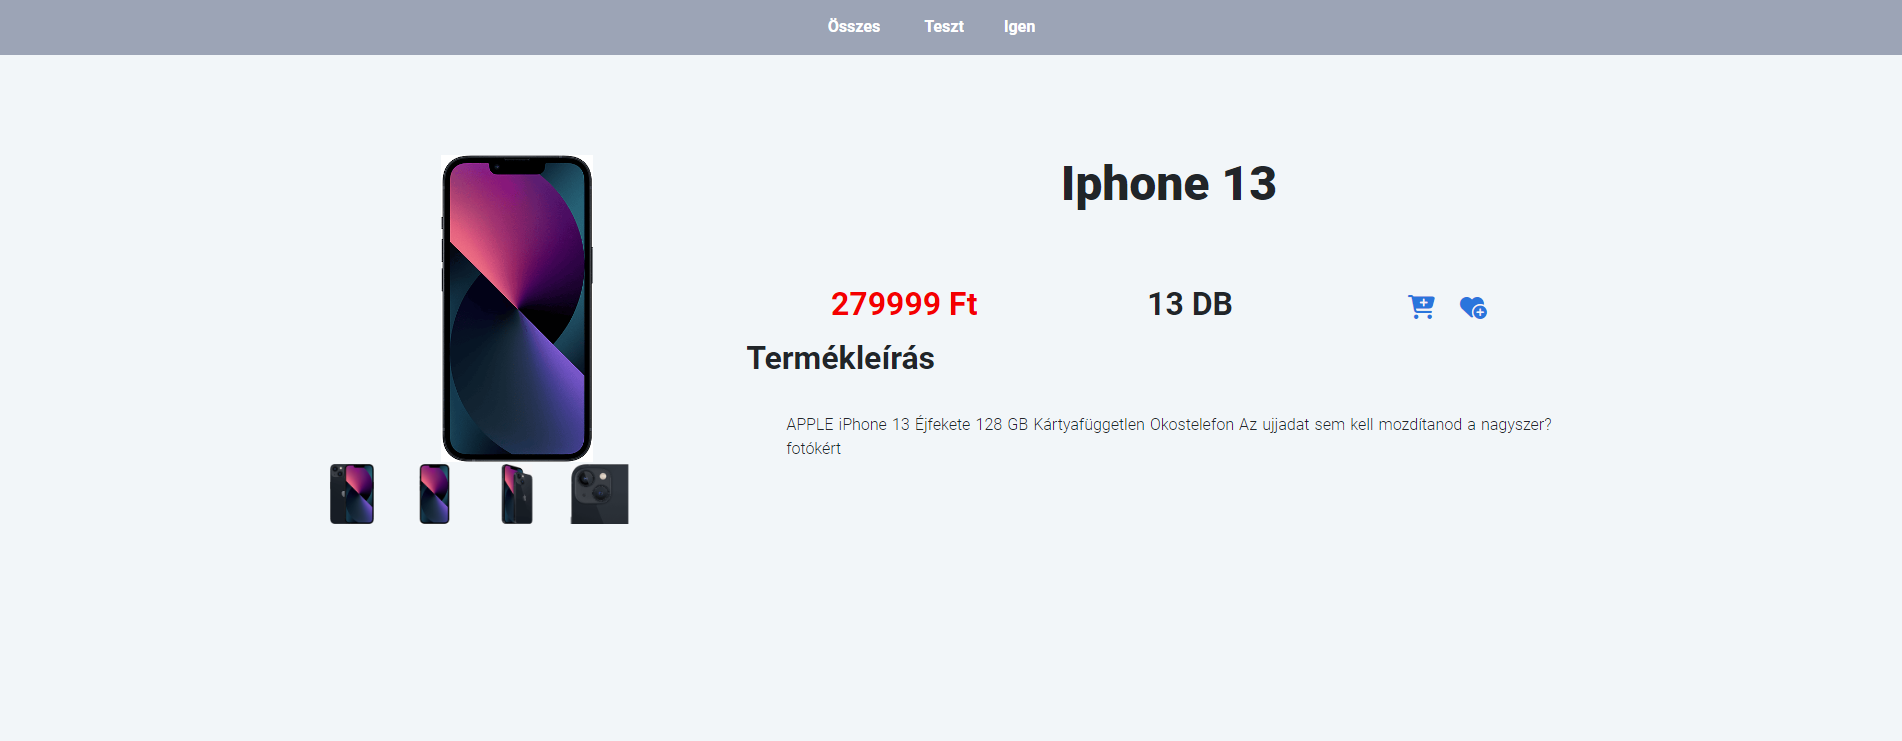 Összes Teszt Igen
Iphone 13
279999 Ft 13 DB
Termékleírás
APPLE iPhone 13 Éjfekete 128 GB Kártyafüggetlen Okostelefon Az ujjadat sem kell mozdítanod a nagyszer?
fotókért